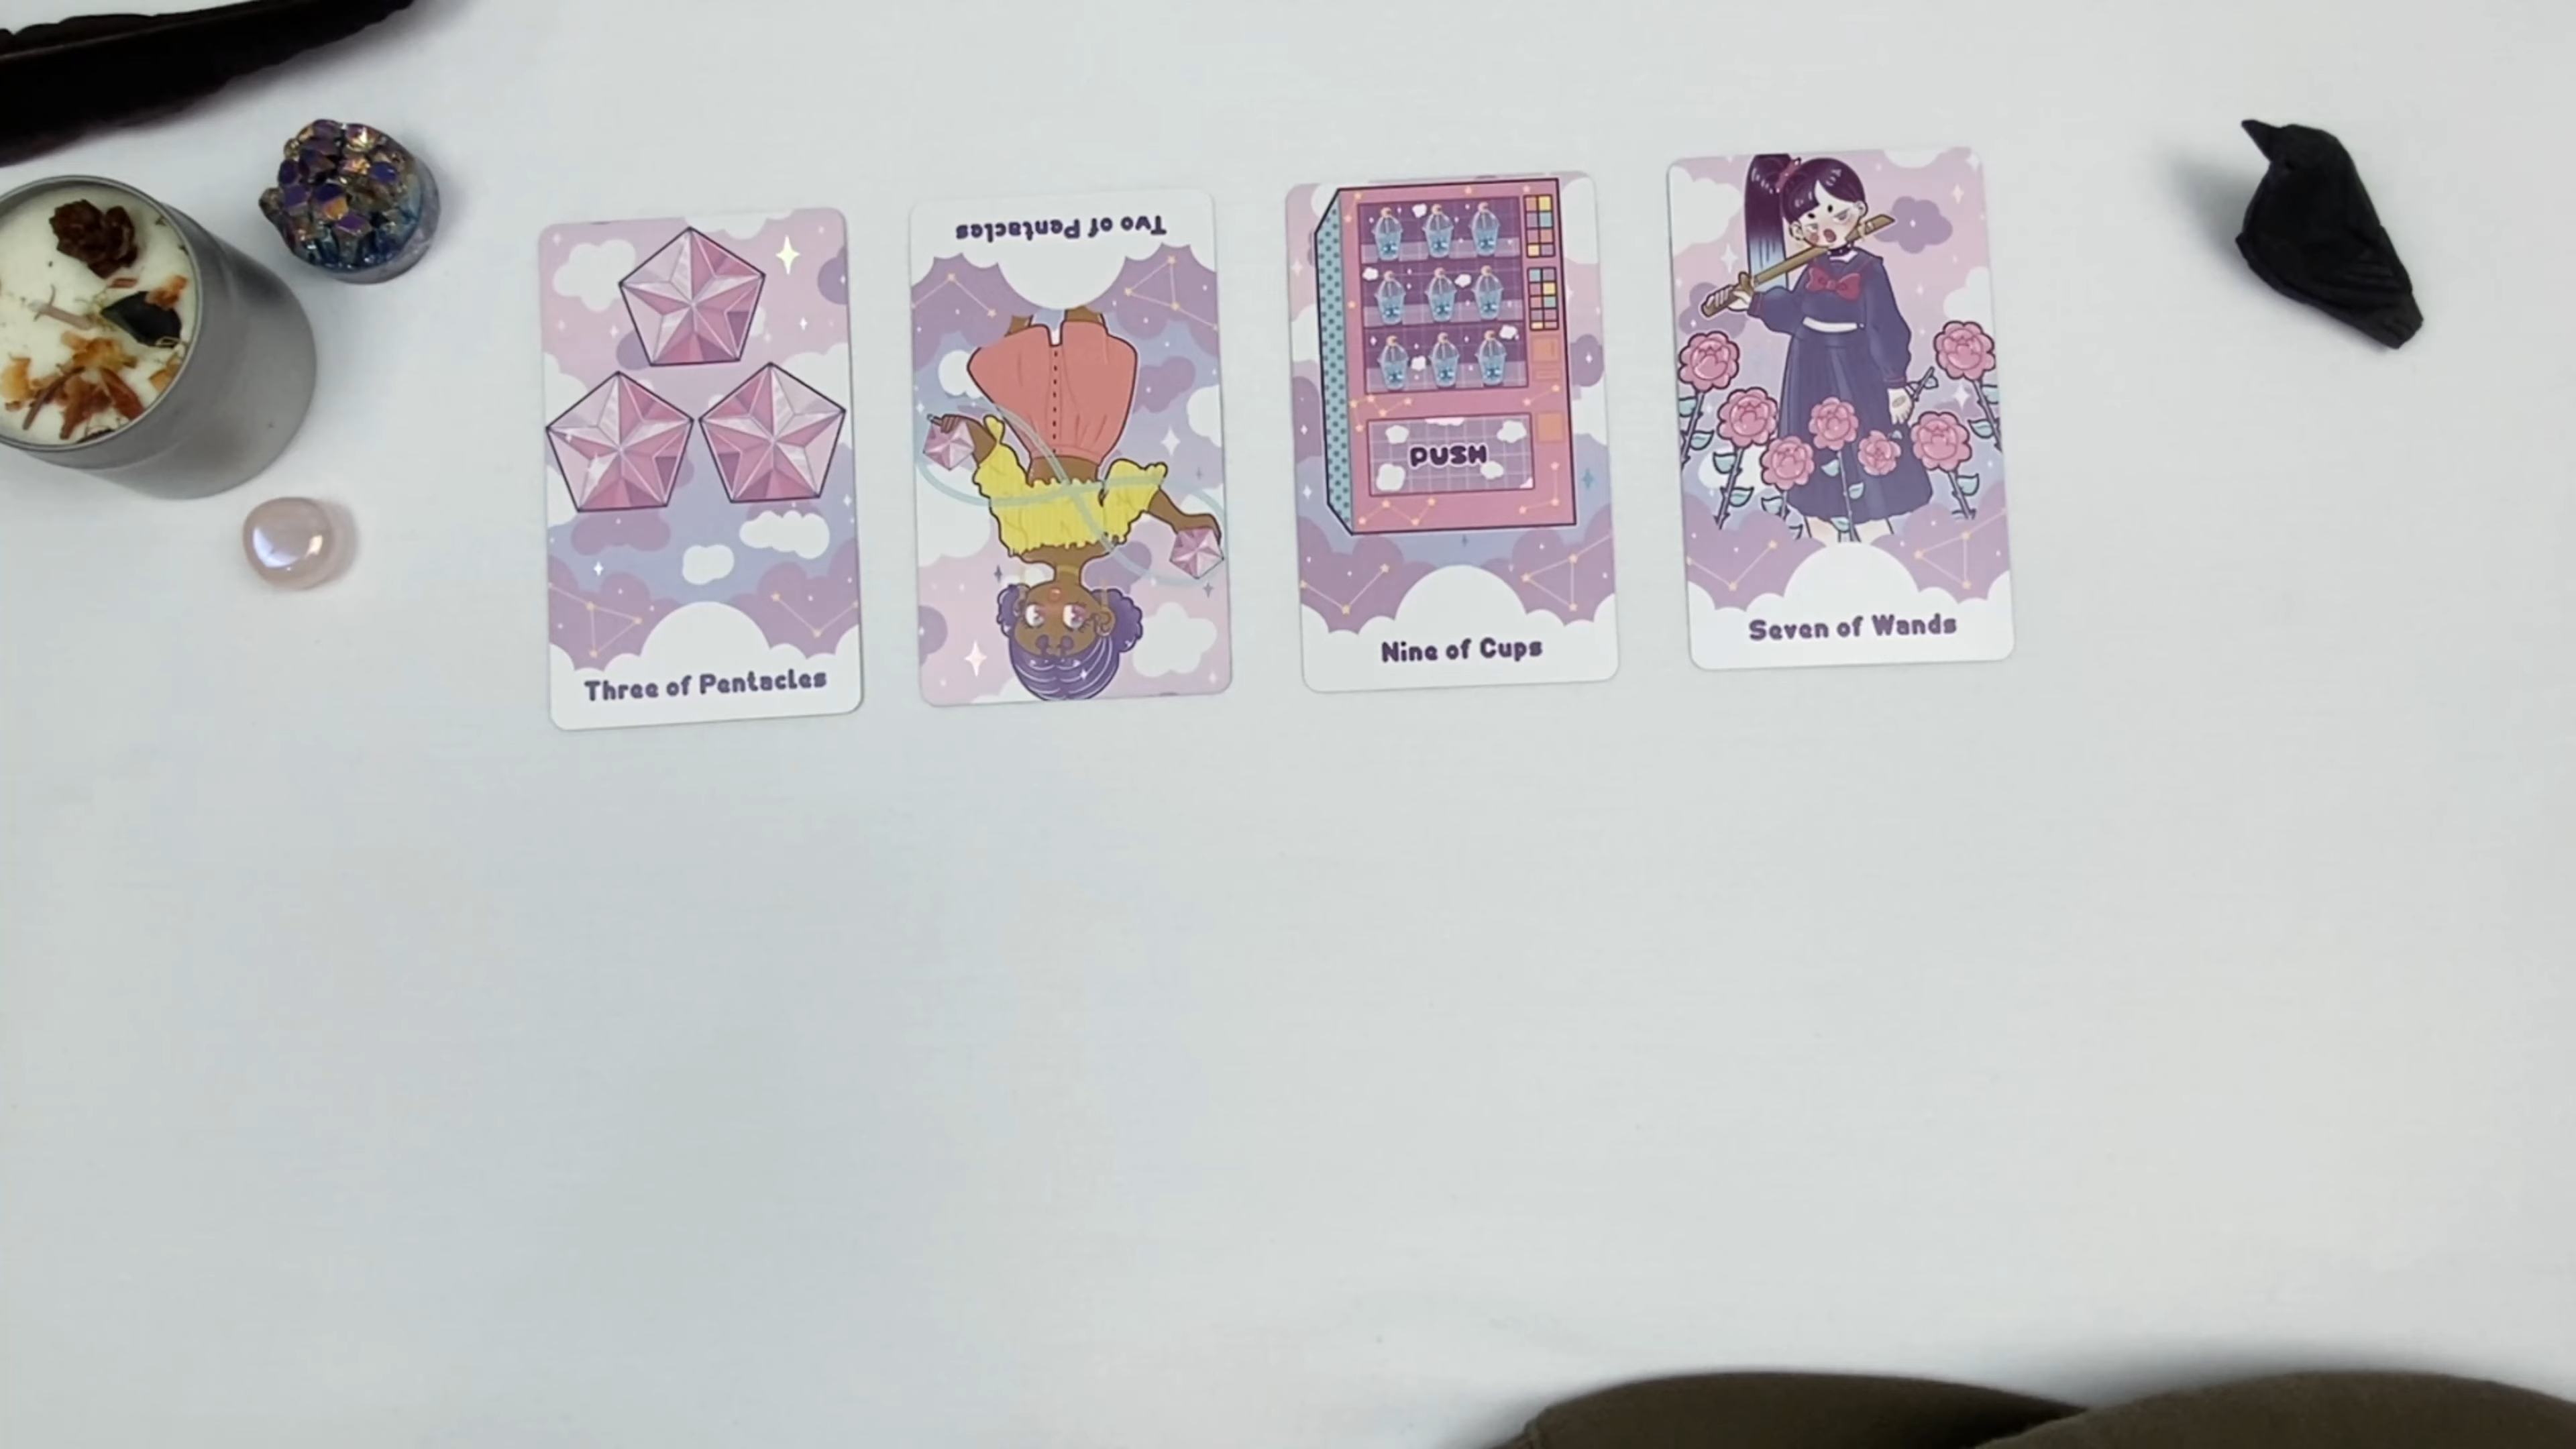 Three of Pentacles
Two of Pentacles
PUSH
Nine of Cups
Seven of Wands